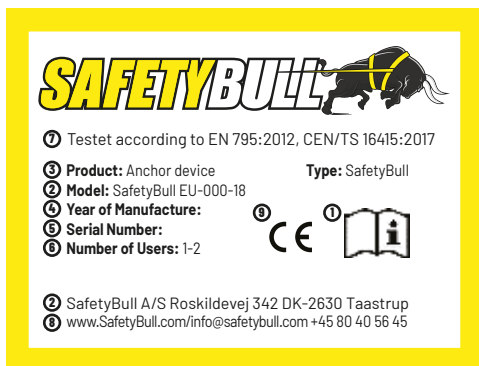 SAFETYBULL
7 Testet according to EN 795:2012, CEN/TS 16415:2017
3 Product: Anchor device Type: SafetyBull
2 Model: SafetyBull EU-000-18
4 Year of Manufacture:
5 Serial Number:
6 Number of Users: 1-2
9 CE 1 i
2 SafetyBull A/S Roskildevej 342 DK-2630 Taastrup
8 www.SafetyBull.com/info@safetybull.com +45 80 40 56 45